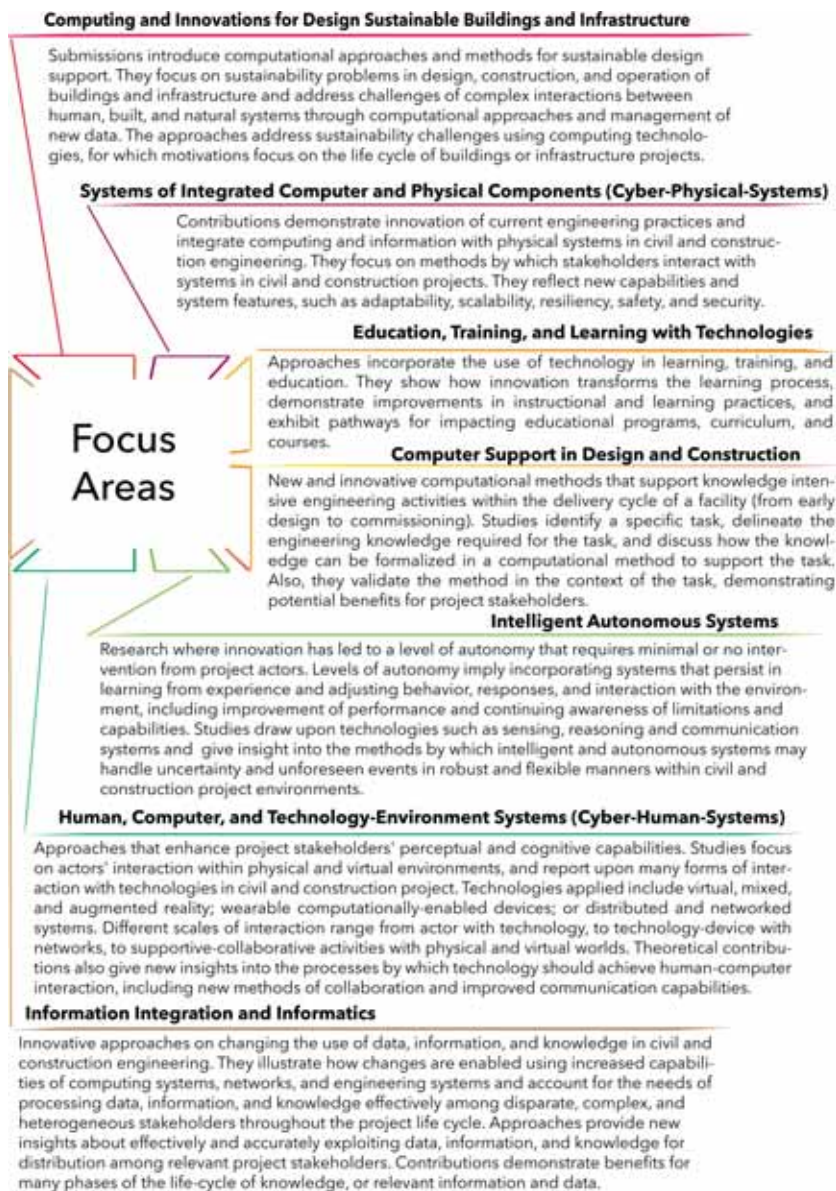 Computing and Innovations for Design Sustainable Buildings and Infrastructure
Submissions introduce computational approaches and methods for sustainable design
support. They focus on sustainability problems in design, construction, and operation of
buildings and infrastructure and address challenges of complex interactions between
human, built, and natural systems through computational approaches and management of
new data. The approaches address sustainability challenges using computing technolo-
gies, for which motivations focus on the life cycle of buildings or infrastructure projects.
Systems of Integrated Computer and Physical Components (Cyber-Physical-Systems)
Contributions demonstrate innovation of current engineering practices and
integrate computing and information with physical systems in civil and construc-
tion engineering. They focus on methods by which stakeholders interact with
systems in civil and construction projects. They reflect new capabilities and
system features, such as adaptability, scalability, resiliency, safety, and security.
Education, Training, and Learning with Technologies
Approaches incorporate the use of technology in learning, training, and
education. They show how innovation transforms the learning process,
demonstrate improvements in instructional and learning practices, and
exhibit pathways for impacting educational programs, curriculum, and
courses.
Focus
Areas
Computer Support in Design and Construction
New and innovative computational methods that support knowledge inten-
sive engineering activities within the delivery cycle of a facility (from early
design to commissioning). Studies identify a specific task, delineate the
engineering knowledge required for the task, and discuss how the knowl-
edge can be formalized in a computational method to support the task.
Also, they validate the method in the context of the task, demonstrating
potential benefits for project stakeholders.
Intelligent Autonomous Systems
Research where innovation has led to a level of autonomy that requires minimal or no inter-
vention from project actors. Levels of autonomy imply incorporating systems that persist in
learning from experience and adjusting behavior, responses, and interaction with the environ-
ment, including improvement of performance and continuing awareness of limitations and
capabilities. Studies draw upon technologies such as sensing, reasoning and communication
systems and give insight into the methods by which intelligent and autonomous systems may
handle uncertainty and unforeseen events in robust and flexible manners within civil and
construction project environments.
Human, Computer, and Technology-Environment Systems (Cyber-Human-Systems)
Approaches that enhance project stakeholders' perceptual and cognitive capabilities. Studies focus
on actors' interaction within physical and virtual environments, and report upon many forms of inter-
action with technologies in civil and construction project. Technologies applied include virtual, mixed,
and augmented reality; wearable computationally-enabled devices; or distributed and networked
systems. Different scales of interaction range from actor with technology, to technology-device with
networks, to supportive-collaborative activities with physical and virtual worlds. Theoretical contribu-
tions also give new insights into the processes by which technology should achieve human-computer
interaction, including new methods of collaboration and improved communication capabilities.
Information Integration and Informatics
Innovative approaches on changing the use of data, information, and knowledge in civil and
construction engineering. They illustrate how changes are enabled using increased capabili-
ties of computing systems, networks, and engineering systems and account for the needs of
processing data, information, and knowledge effectively among disparate, complex, and
heterogeneous stakeholders throughout the project life cycle. Approaches provide new
insights about effectively and accurately exploiting data, information, and knowledge for
distribution among relevant project stakeholders. Contributions demonstrate benefits for
many phases of the life-cycle of knowledge, or relevant information and data.